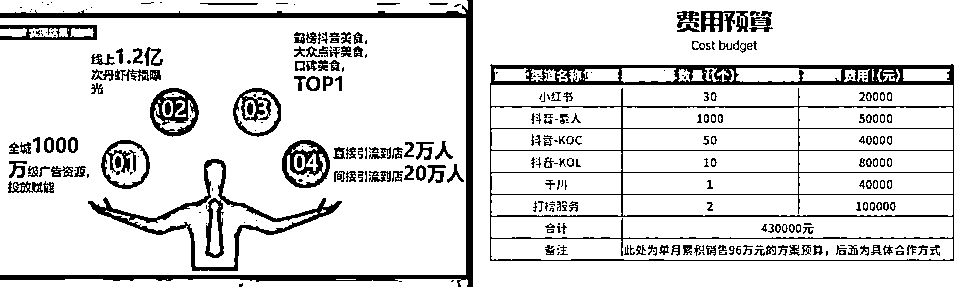 实现结果
线上1.2亿
次丹虾传播曝
光
鹤榜抖音美食，
大众点评美食，
口碑美食，
TOP1
02
03
全城1000
万级广告资源，
投放赋能
01
04
直接引流到店2万人
间接引流到店20万人
费用预算
Cost budget
渠道名称 数量（个） 费用（元）
小红书 30 20000
抖音-素人 1000 50000
抖音-KOC 50 40000
抖音-KOL 10 80000
千川 1 40000
打榜服务 2 100000
合计 430000元
备注 此处为单月累积销售96万元的方案预算，后面为具体合作方式